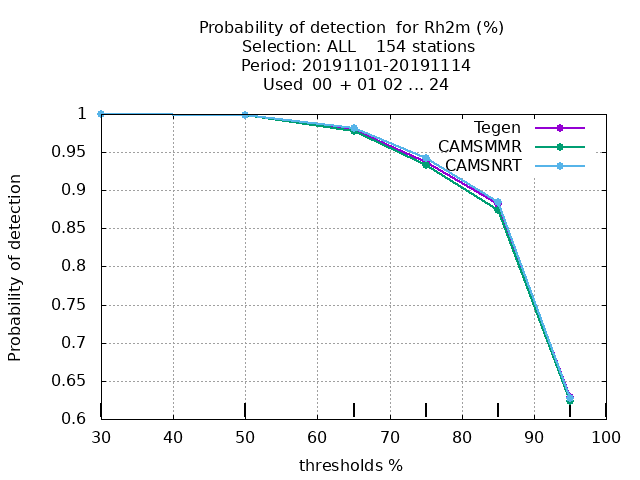 Probability of detection  for Rh2m (%)
Selection: ALL    154 stations
Period: 20191101-20191114
Used  00 + 01 02 ... 24
Probability of detection
1
0.95
0.9
0.85
0.8
0.75
0.7
0.65
0.6
Tegen
CAMSMMR
CAMSNRT
30 40 50 60 70 80 90 100
thresholds %